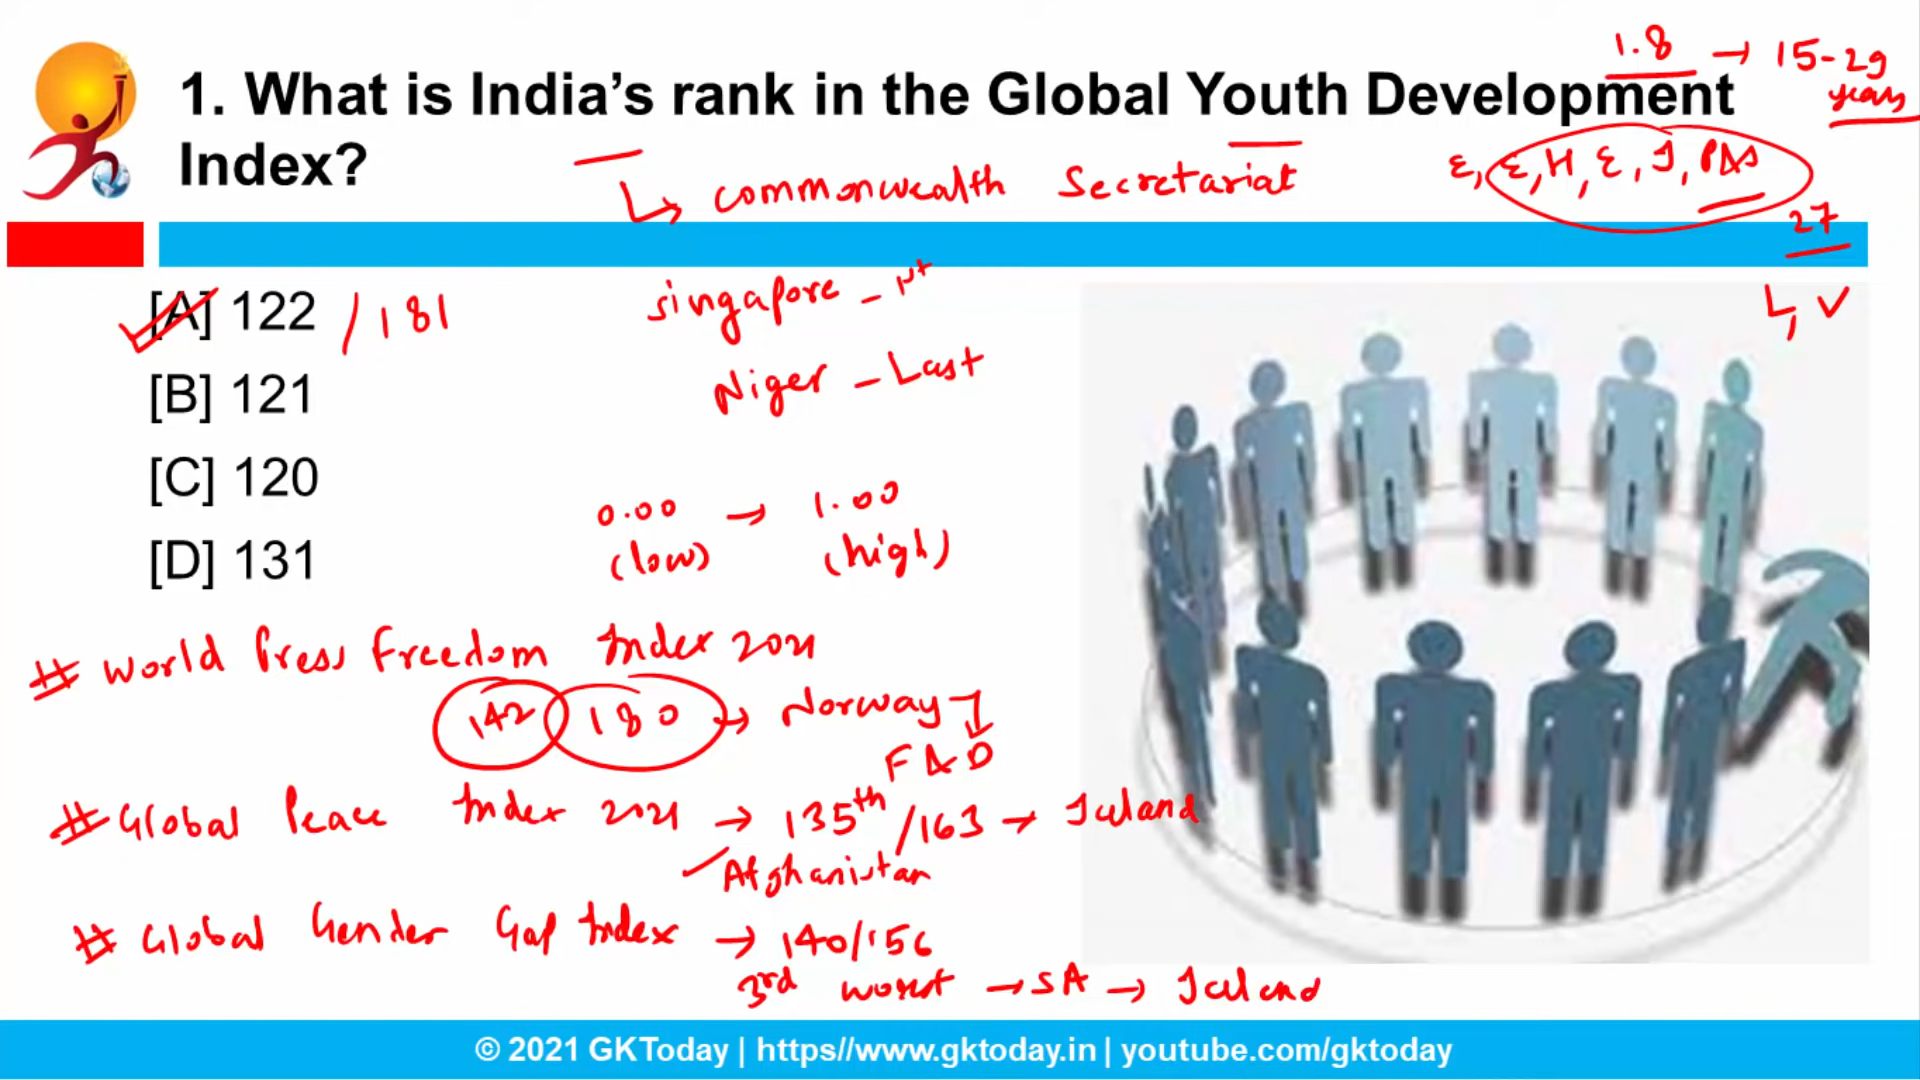 1.8 → 15-29
years
1. What is India's rank in the Global Youth Development
Index?
↳ commonwealth Secretariat
E, E, H, E, I, PAS
27
[A] 122 / 181
Singapore - 1st
Niger - Last
[B] 121
[C] 120
0.00 → 1.00
(low) (high)
[D] 131
# World Press Freedom Index 2021
142 180 → Norway
# Global Peace Index 2021 → 135th /163 → Iceland
Afghanistan
# Global Gender Gap Index → 140/156
3rd worst → SA → Iceland
© 2021 GKToday | https//www.gktoday.in | youtube.com/gktoday